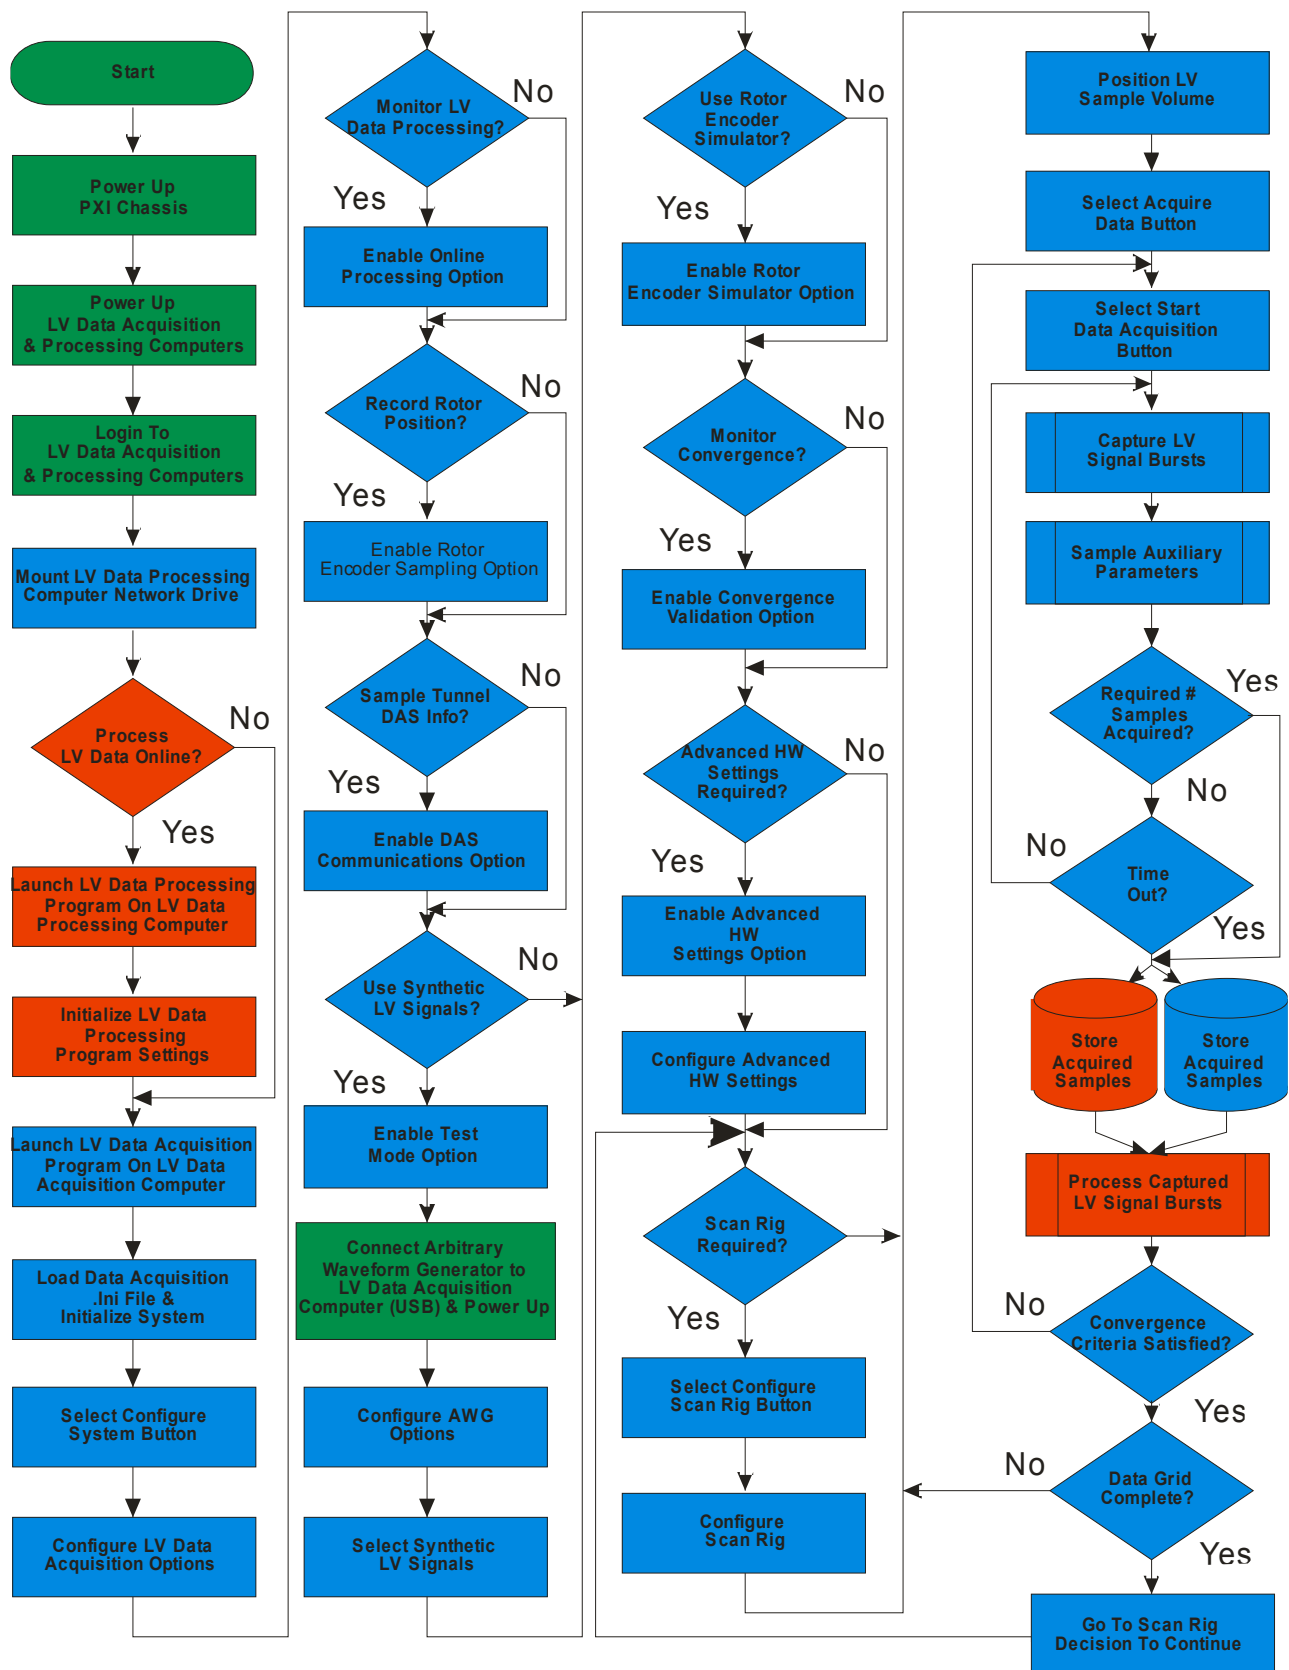 Start
Power Up
PXI Chassis
Power Up
LV Data Acquisition
& Processing Computers
Login To
LV Data Acquisition
& Processing Computers
Mount LV Data Processing
Computer Network Drive
Process
LV Data Online?
No
Yes
Launch LV Data Processing
Program On LV Data
Processing Computer
Initialize LV Data
Processing
Program Settings
Launch LV Data Acquisition
Program On LV Data
Acquisition Computer
Load Data Acquisition
.Ini File &
Initialize System
Select Configure
System Button
Configure LV Data
Acquisition Options
Monitor LV
Data Processing?
No
Yes
Enable Online
Processing Option
Record Rotor
Position?
No
Yes
Enable Rotor
Encoder Sampling Option
Sample Tunnel
DAS Info?
No
Yes
Enable DAS
Communications Option
Use Synthetic
LV Signals?
No
Yes
Enable Test
Mode Option
Connect Arbitrary
Waveform Generator to
LV Data Acquisition
Computer (USB) & Power Up
Configure AWG
Options
Select Synthetic
LV Signals
Use Rotor
Encoder
Simulator?
No
Yes
Enable Rotor
Encoder Simulator Option
Monitor
Convergence?
No
Yes
Enable Convergence
Validation Option
Advanced HW
Settings
Required?
No
Yes
Enable Advanced
HW
Settings Option
Configure Advanced
HW Settings
Scan Rig
Required?
Yes
Select Configure
Scan Rig Button
Configure
Scan Rig
Position LV
Sample Volume
Select Acquire
Data Button
Select Start
Data Acquisition
Button
Capture LV
Signal Bursts
Sample Auxiliary
Parameters
Required #
Samples
Acquired?
Yes
No
Time
Out?
No
Yes
Store
Acquired
Samples
Store
Acquired
Samples
Process Captured
LV Signal Bursts
Convergence
Criteria Satisfied?
No
Yes
Data Grid
Complete?
No
Yes
Go To Scan Rig
Decision To Continue